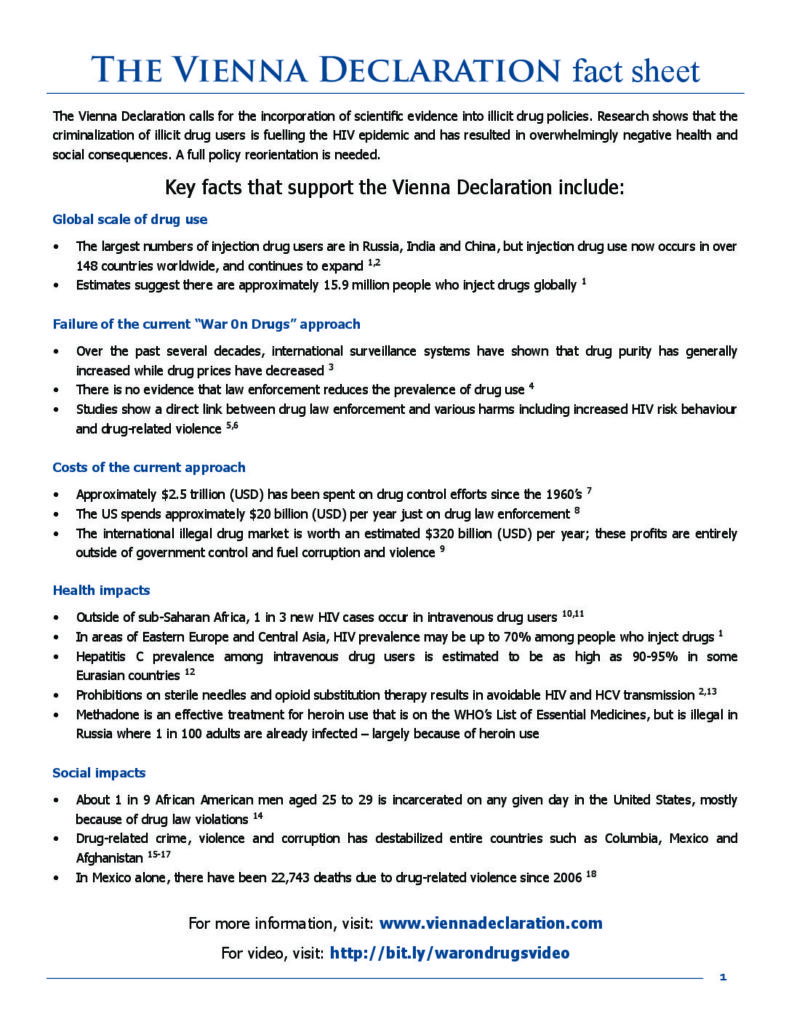 THE VIENNA DECLARATION fact sheet
The Vienna Declaration calls for the incorporation of scientific evidence into illicit drug policies. Research shows that the
criminalization of illicit drug users is fuelling the HIV epidemic and has resulted in overwhelmingly negative health and
social consequences. A full policy reorientation is needed.
Key facts that support the Vienna Declaration include:
Global scale of drug use
• The largest numbers of injection drug users are in Russia, India and China, but injection drug use now occurs in over
148 countries worldwide, and continues to expand 1,2
• Estimates suggest there are approximately 15.9 million people who inject drugs globally 1
Failure of the current “War 0n Drugs” approach
• Over the past several decades, international surveillance systems have shown that drug purity has generally
increased while drug prices have decreased 3
• There is no evidence that law enforcement reduces the prevalence of drug use 4
• Studies show a direct link between drug law enforcement and various harms including increased HIV risk behaviour
and drug-related violence 5,6
Costs of the current approach
• Approximately $2.5 trillion (USD) has been spent on drug control efforts since the 1960’s 7
• The US spends approximately $20 billion (USD) per year just on drug law enforcement 8
• The international illegal drug market is worth an estimated $320 billion (USD) per year; these profits are entirely
outside of government control and fuel corruption and violence 9
Health impacts
• Outside of sub-Saharan Africa, 1 in 3 new HIV cases occur in intravenous drug users 10,11
• In areas of Eastern Europe and Central Asia, HIV prevalence may be up to 70% among people who inject drugs 1
• Hepatitis C prevalence among intravenous drug users is estimated to be as high as 90-95% in some
Eurasian countries 12
• Prohibitions on sterile needles and opioid substitution therapy results in avoidable HIV and HCV transmission 2,13
• Methadone is an effective treatment for heroin use that is on the WHO’s List of Essential Medicines, but is illegal in
Russia where 1 in 100 adults are already infected – largely because of heroin use
Social impacts
• About 1 in 9 African American men aged 25 to 29 is incarcerated on any given day in the United States, mostly
because of drug law violations 14
• Drug-related crime, violence and corruption has destabilized entire countries such as Columbia, Mexico and
Afghanistan 15-17
• In Mexico alone, there have been 22,743 deaths due to drug-related violence since 2006 18
For more information, visit: www.viennadeclaration.com
For video, visit: http://bit.ly/warondrugsvideo
1